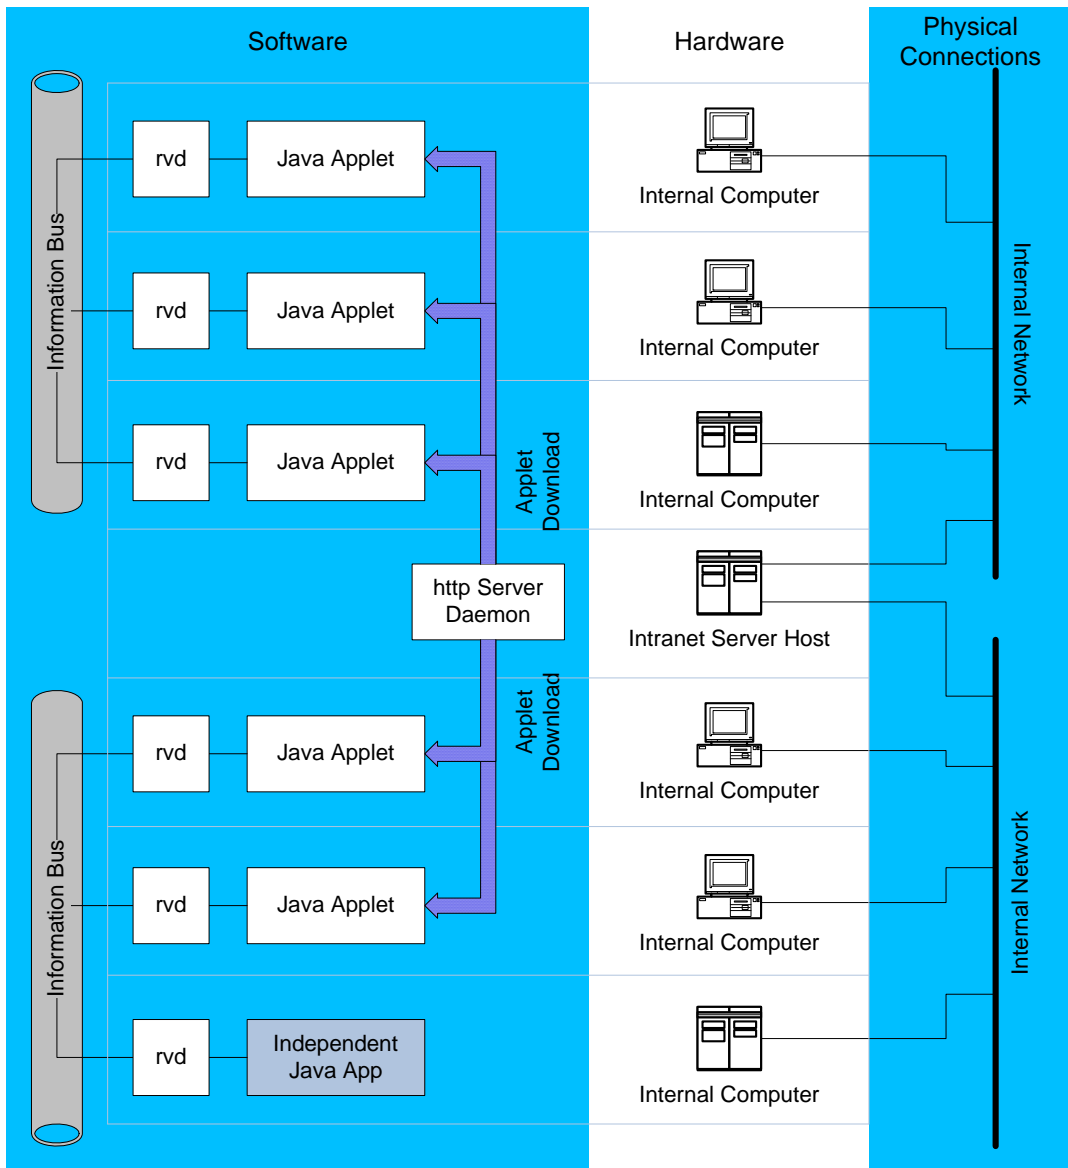 Software
Hardware
Physical
Connections
Information Bus
rvd
Java Applet
Internal Computer
rvd
Java Applet
Internal Computer
Internal Network
rvd
Java Applet
Applet
Download
Internal Computer
http Server
Daemon
Intranet Server Host
Information Bus
rvd
Java Applet
Applet
Download
Internal Computer
rvd
Java Applet
Internal Computer
Internal Network
rvd
Independent
Java App
Internal Computer